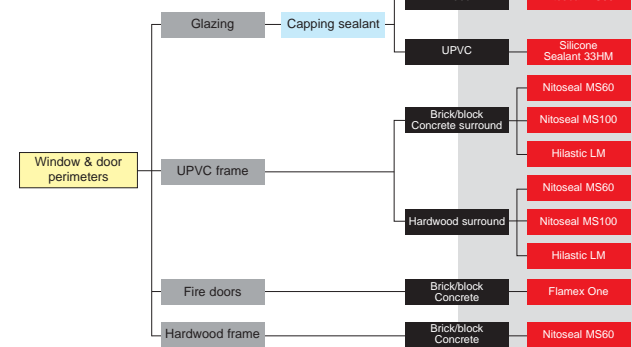 Glazing
Capping sealant
UPVC
Silicone
Sealant 33HM
Nitoseal MS60
Brick/block
Concrete surround
Nitoseal MS100
Hilastic LM
Window & door
perimeters
UPVC frame
Nitoseal MS60
Hardwood surround
Nitoseal MS100
Hilastic LM
Fire doors
Brick/block
Concrete
Flamex One
Hardwood frame
Brick/block
Concrete
Nitoseal MS60